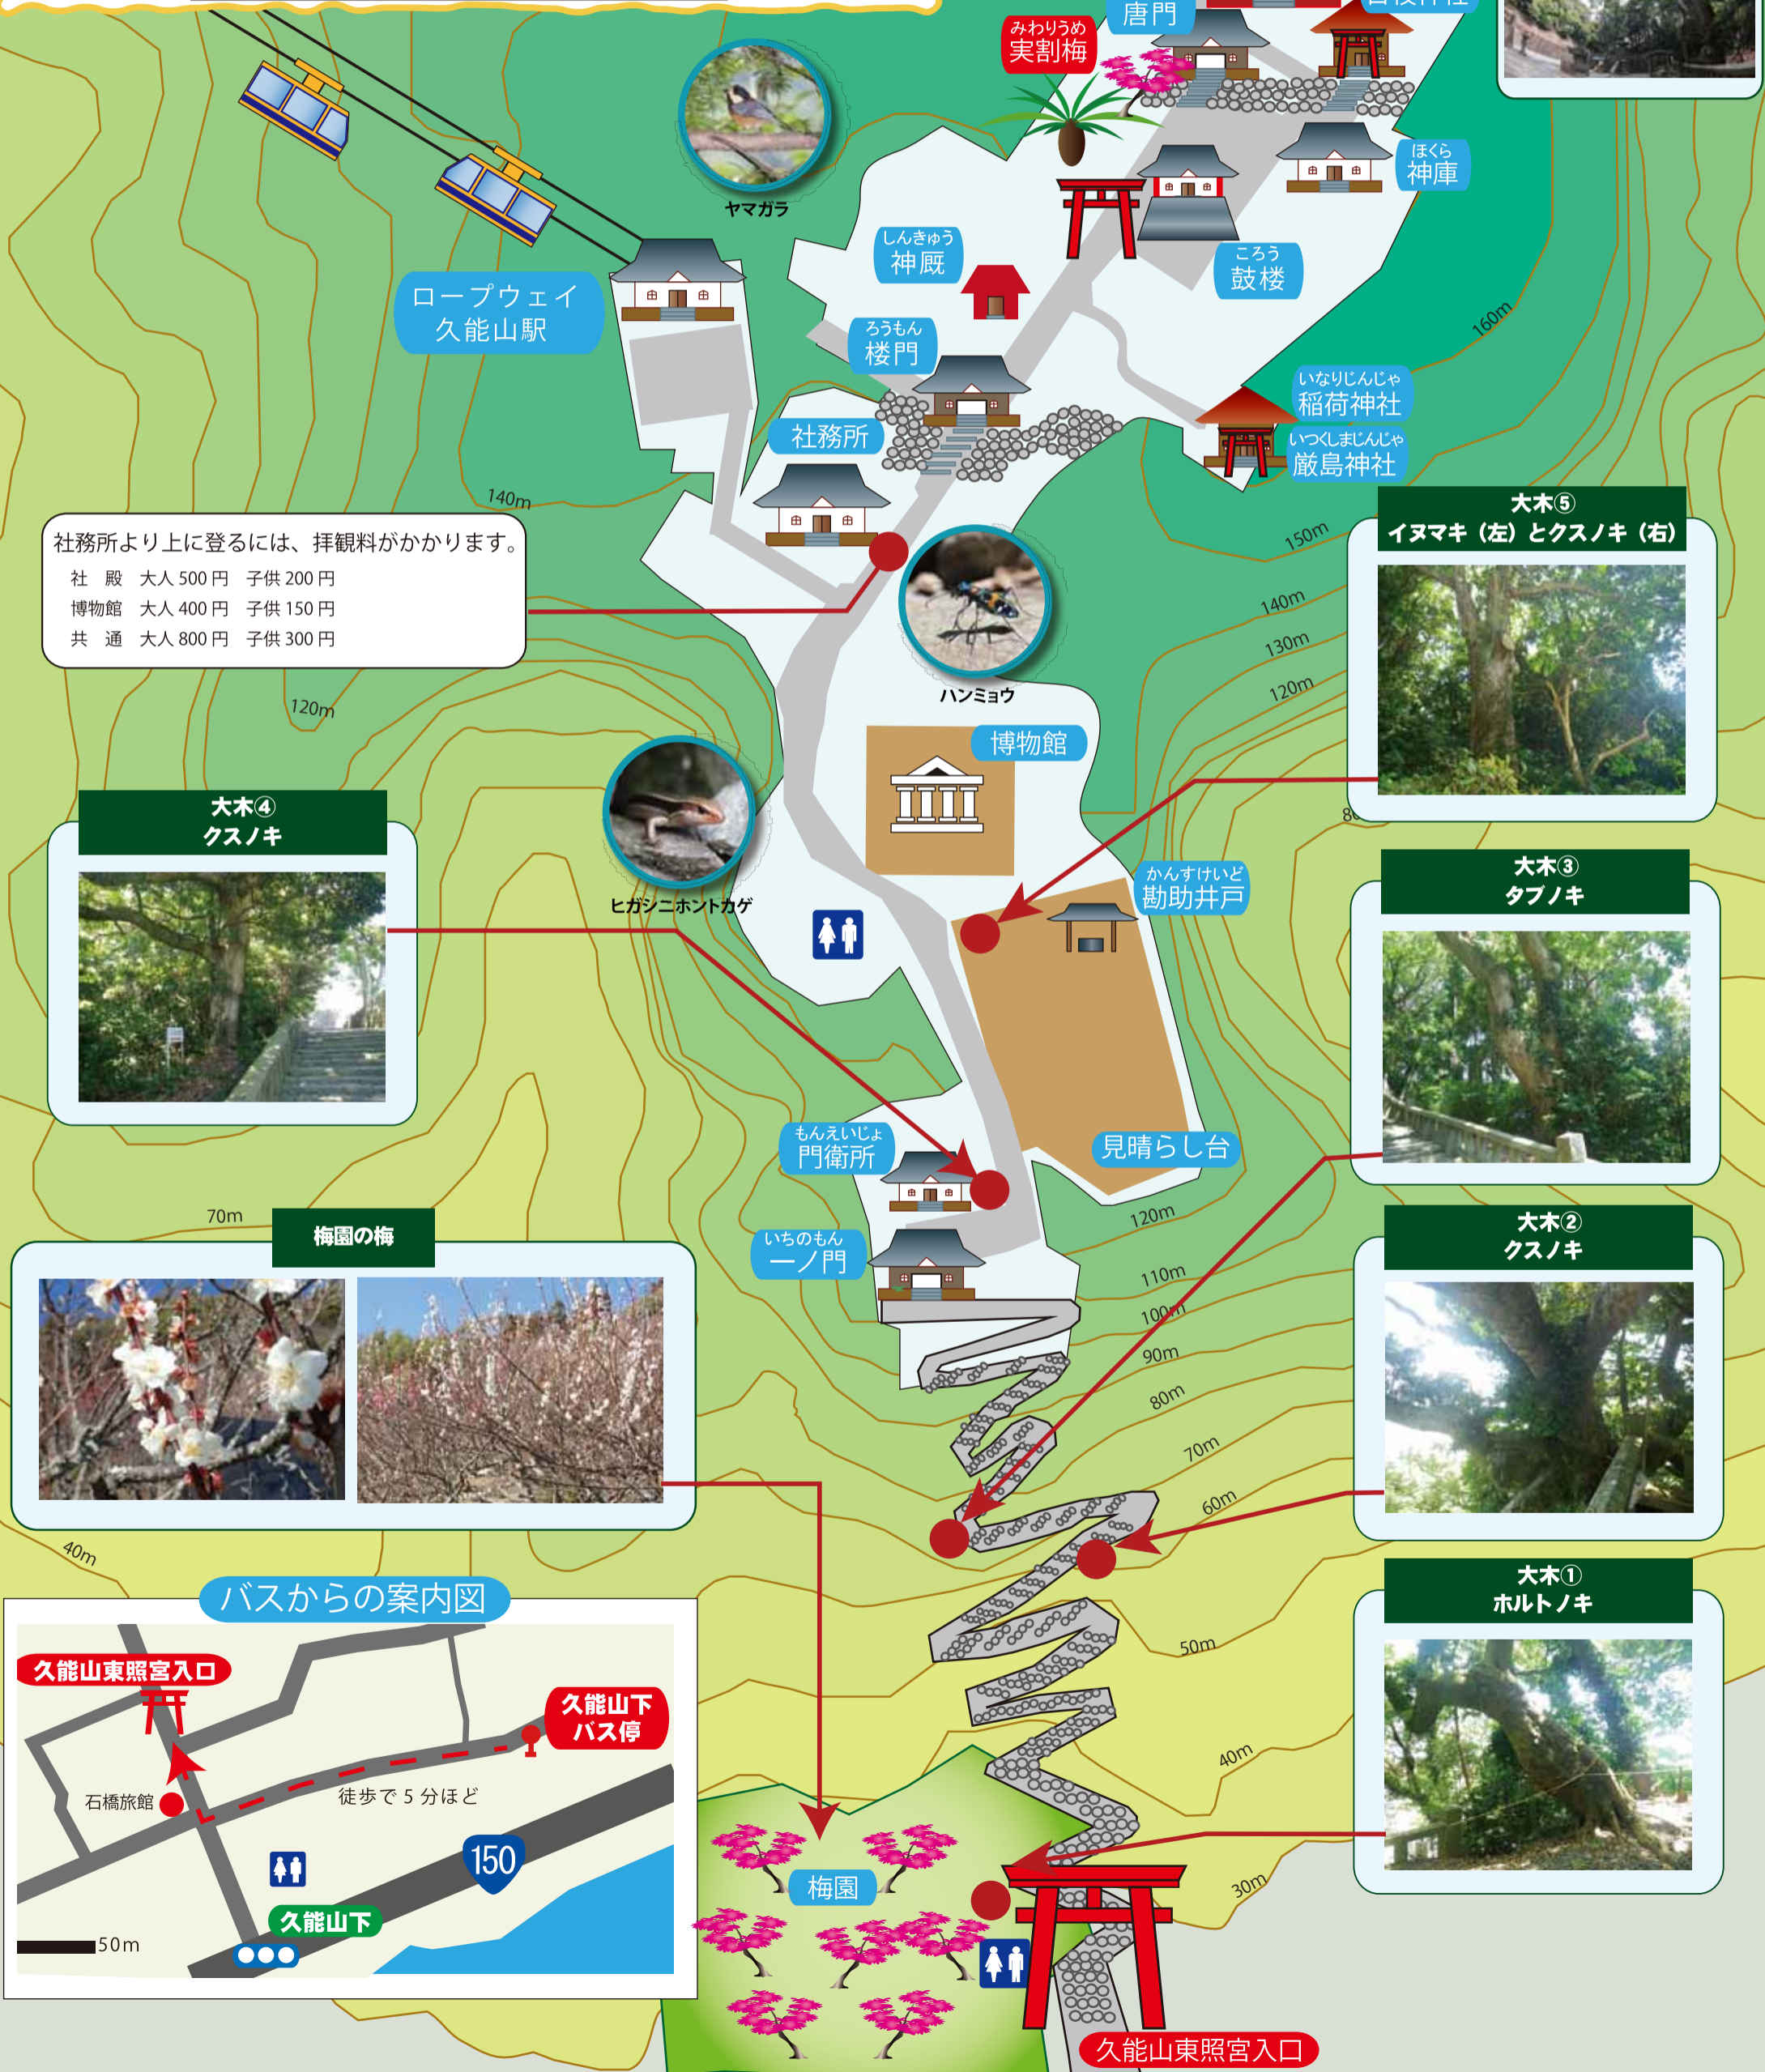 唐門
みわりうめ
実割梅
ほくら
神庫
ヤマガラ
しんきゅう
神厩
ころう
鼓楼
ロープウェイ
久能山駅
ろうもん
楼門
160m
いなりじんじゃ
稲荷神社
いつくしまじんじゃ
厳島神社
社務所
140m
150m
社務所より上に登るには、拝観料がかかります。
社　殿　大人 500 円　子供 200 円
博物館　大人 400 円　子供 150 円
共　通　大人 800 円　子供 300 円
大木⑤
イヌマキ（左）とクスノキ（右）
140m
130m
120m
ハンミョウ
120m
博物館
大木④
クスノキ
ヒガシニホントカゲ
かんすけいど
勘助井戸
大木③
タブノキ
もんえいじょ
門衛所
見晴らし台
70m
梅園の梅
いちのもん
一ノ門
120m
110m
100m
90m
80m
70m
60m
大木②
クスノキ
40m
バスからの案内図
久能山東照宮入口
久能山下
バス停
石橋旅館
徒歩で 5 分ほど
150
久能山下
50m
50m
40m
30m
大木①
ホルトノキ
梅園
久能山東照宮入口